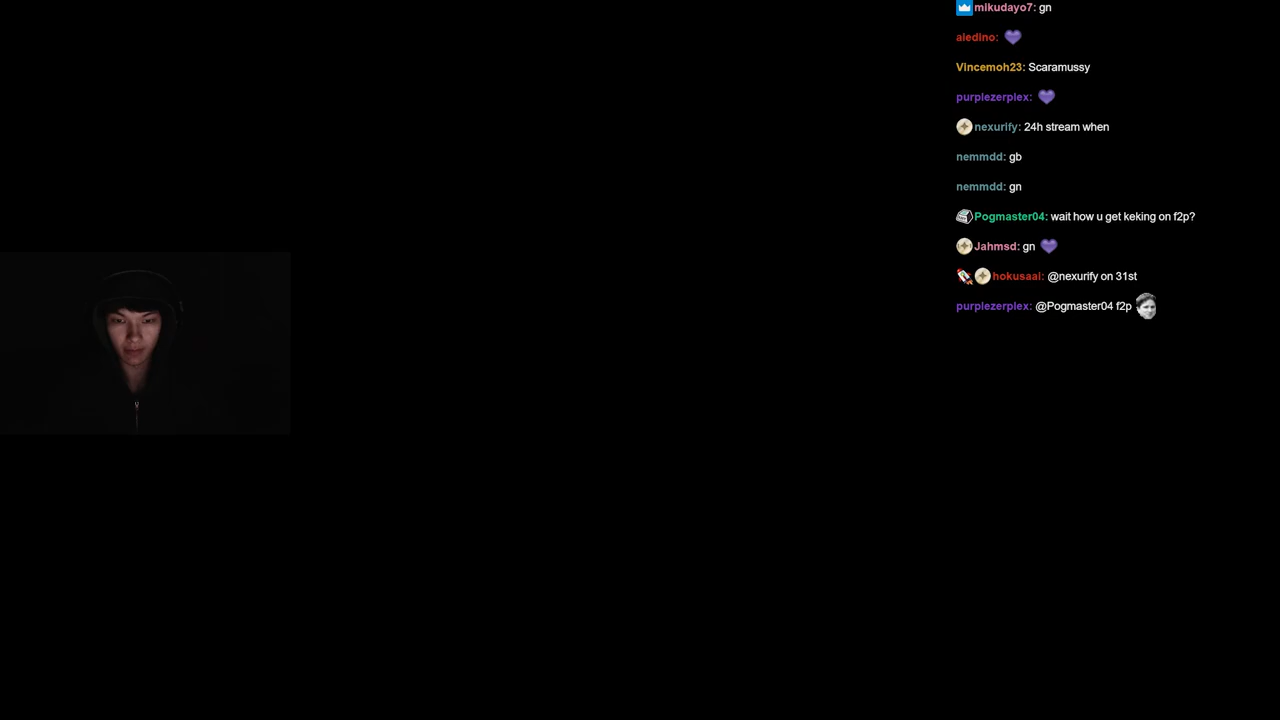 mikudayo7: gn
aledino:
Vincemoh23: Scaramussy
purplezerplex:
nexurify: 24h stream when
nemmdd: gb
nemmdd: gn
Pogmaster04: wait how u get keking on f2p?
Jahmsd: gn
hokusaal: @nexurify on 31st
purplezerplex: @Pogmaster04 f2p